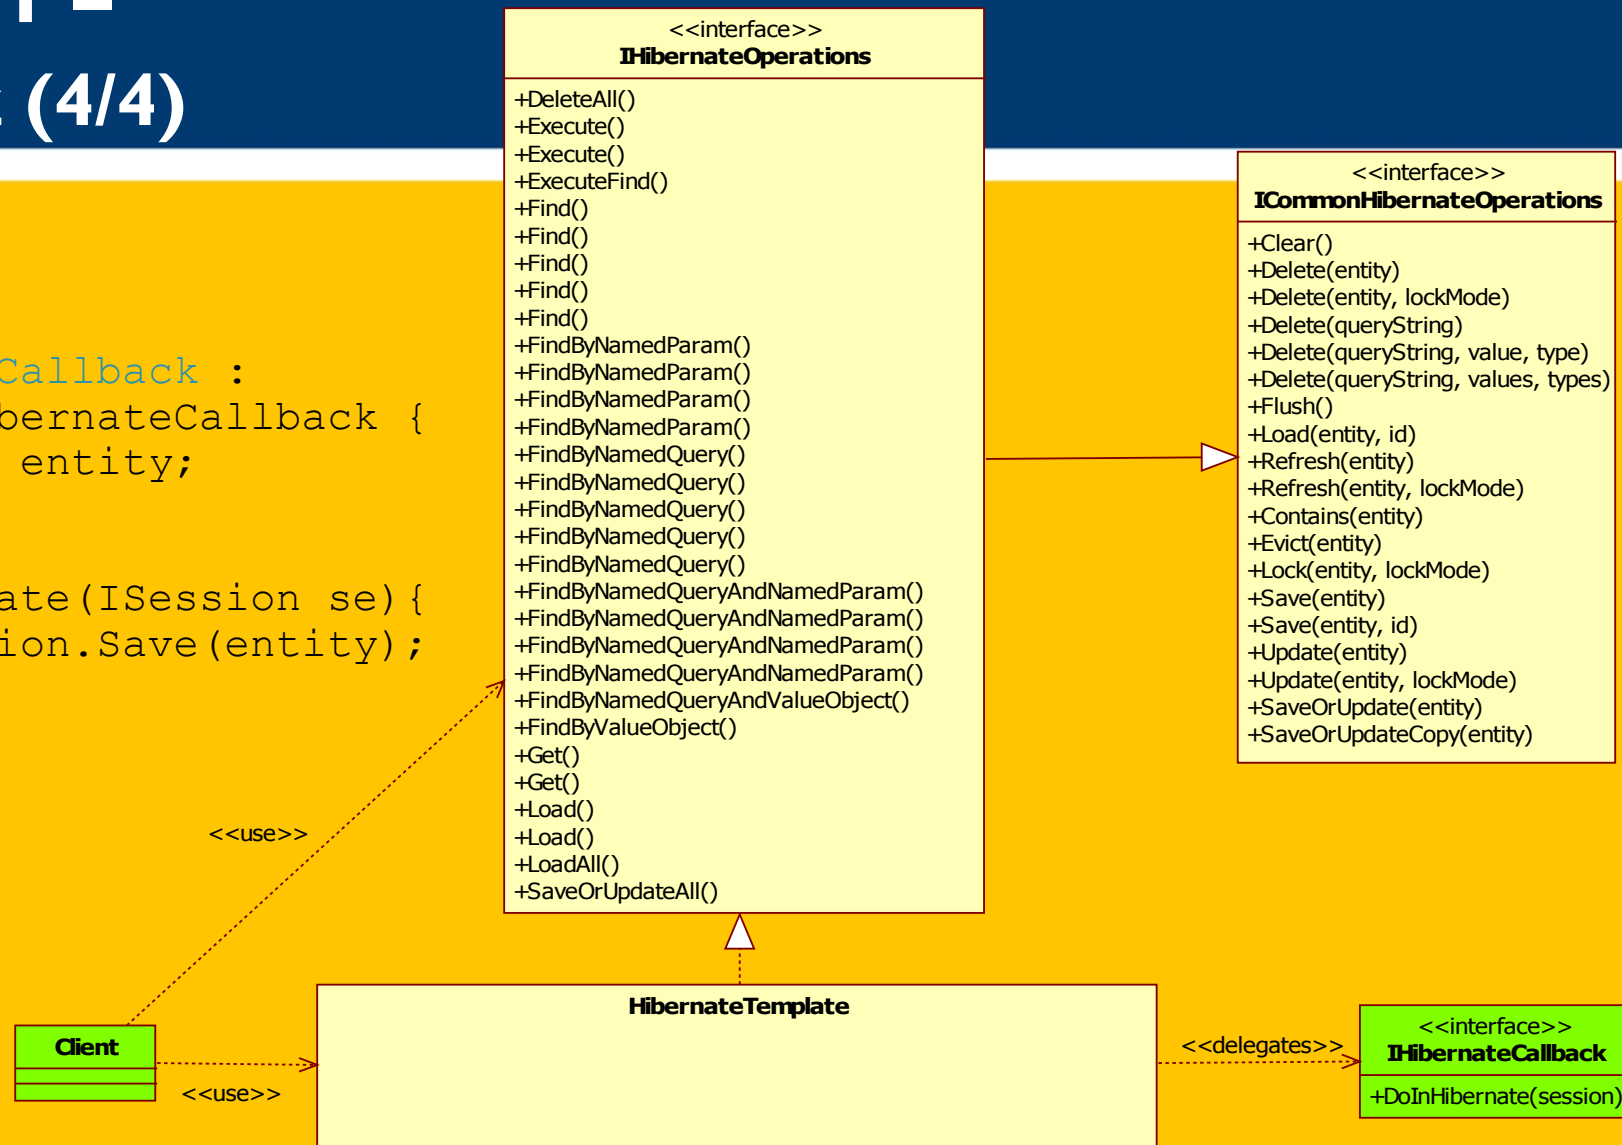 (4/4)
Callback :
bernateCallback {
entity;
ate(ISession se){
ion.Save(entity);
<<interface>>
IHibernateOperations
+DeleteAll()
+Execute()
+Execute()
+ExecuteFind()
+Find()
+Find()
+Find()
+Find()
+Find()
+FindByNamedParam()
+FindByNamedParam()
+FindByNamedParam()
+FindByNamedParam()
+FindByNamedQuery()
+FindByNamedQuery()
+FindByNamedQuery()
+FindByNamedQuery()
+FindByNamedQuery()
+FindByNamedQueryAndNamedParam()
+FindByNamedQueryAndNamedParam()
+FindByNamedQueryAndNamedParam()
+FindByNamedQueryAndNamedParam()
+FindByNamedQueryAndValueObject()
+FindByValueObject()
+Get()
+Get()
+Load()
+Load()
+LoadAll()
+SaveOrUpdateAll()
<<interface>>
ICommonHibernateOperations
+Clear()
+Delete(entity)
+Delete(entity, lockMode)
+Delete(queryString)
+Delete(queryString, value, type)
+Delete(queryString, values, types)
+Flush()
+Load(entity, id)
+Refresh(entity)
+Refresh(entity, lockMode)
+Contains(entity)
+Evict(entity)
+Lock(entity, lockMode)
+Save(entity)
+Save(entity, id)
+Update(entity)
+Update(entity, lockMode)
+SaveOrUpdate(entity)
+SaveOrUpdateCopy(entity)
<<use>>
Client
<<use>>
HibernateTemplate
<<delegates>>
<<interface>>
IHibernateCallback
+DoInHibernate(session)